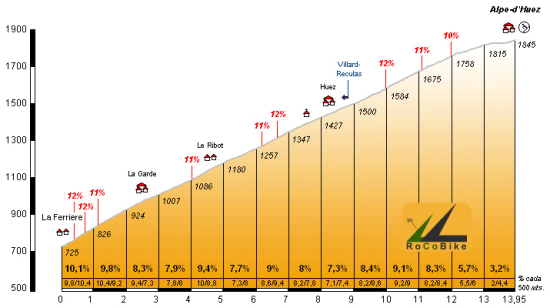 Alpe-d'Huez
1900
1700
1500
1300
1100
900
700
500
La Ferriere
La Garde
Le Ribot
Huez
Villard-
Reculas
12% 12% 11% 11% 11% 12% 12% 11% 10%
725 826 924 1007 1086 1180 1257 1347 1427 1500 1584 1675 1758 1815 1845
RoCoBike
10,1% 9,8% 8,3% 7,9% 9,4% 7,7% 9% 8% 7,3% 8,4% 9,1% 8,3% 5,7% 3,2%
9,8/10,4 10,4/9,2 9,4/7,3 7,8/8 10/8,8 7,3/8 8,6/9,4 8,2/7,8 7,1/7,4 8,2/8,6 9,2/9 8,2/8,4 5,5/6 2/4,4
% cada
500 mts.
0 1 2 3 4 5 6 7 8 9 10 11 12 13 13,95